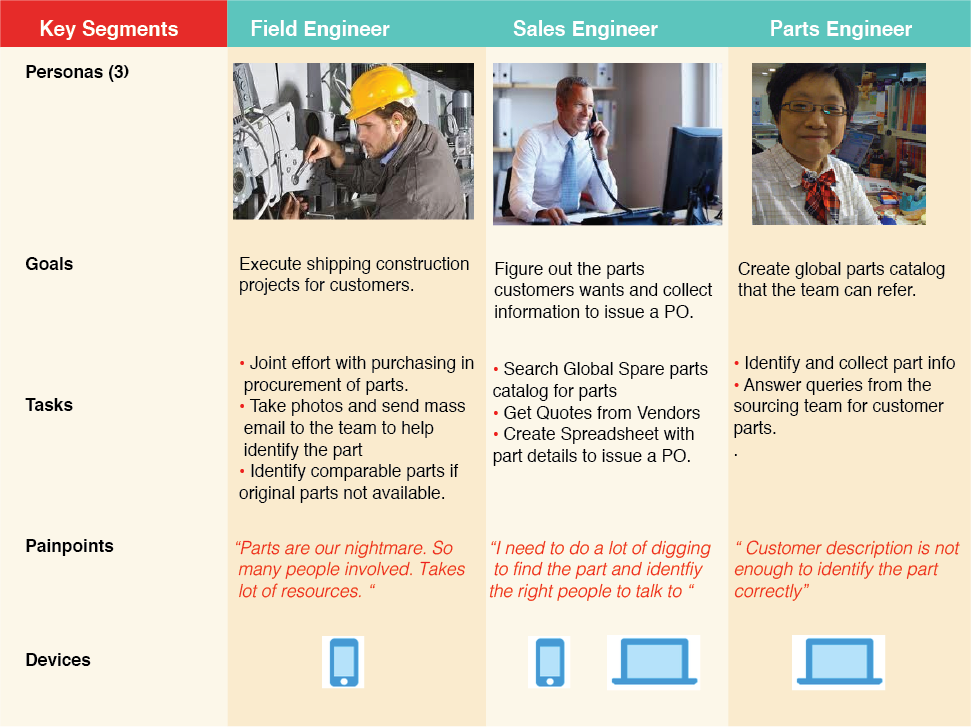 Key Segments
Field Engineer
Sales Engineer
Parts Engineer
Personas (3)
Goals
Execute shipping construction
projects for customers.
Figure out the parts
customers wants and collect
information to issue a PO.
Create global parts catalog
that the team can refer.
Tasks
• Joint effort with purchasing in
procurement of parts.
• Take photos and send mass
email to the team to help
identify the part
• Identify comparable parts if
original parts not available.
• Search Global Spare parts
catalog for parts
• Get Quotes from Vendors
• Create Spreadsheet with
part details to issue a PO.
• Identify and collect part info
• Answer queries from the
sourcing team for customer
parts.
.
Painpoints
“Parts are our nightmare. So
many people involved. Takes
lot of resources. “
“I need to do a lot of digging
to find the part and identfiy
the right people to talk to “
“ Customer description is not
enough to identify the part
correctly”
Devices